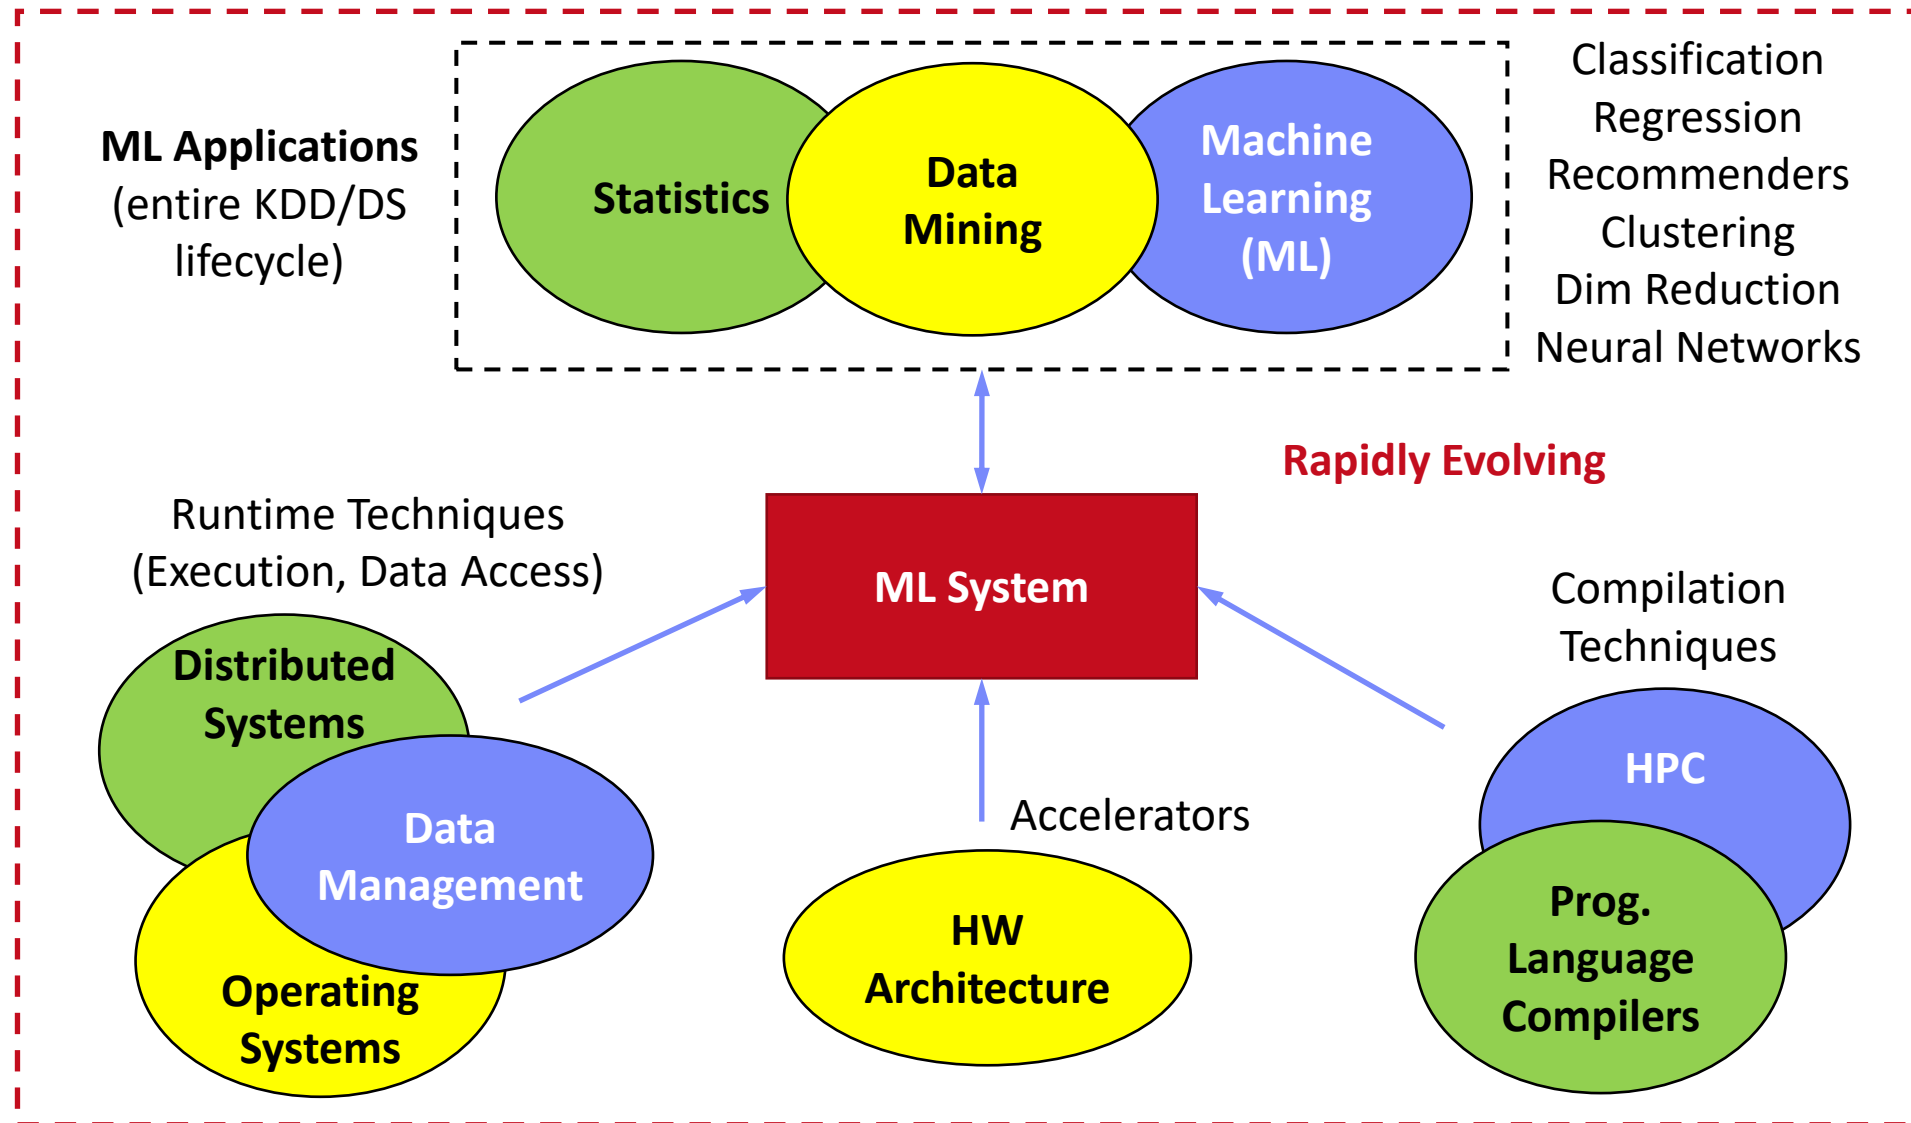 ML Applications
(entire KDD/DS
lifecycle)
Statistics
Data
Mining
Machine
Learning
(ML)
Classification
Regression
Recommenders
Clustering
Dim Reduction
Neural Networks
Rapidly Evolving
Runtime Techniques
(Execution, Data Access)
ML System
Compilation
Techniques
Distributed
Systems
Data
Management
Operating
Systems
Accelerators
HW
Architecture
HPC
Prog.
Language
Compilers